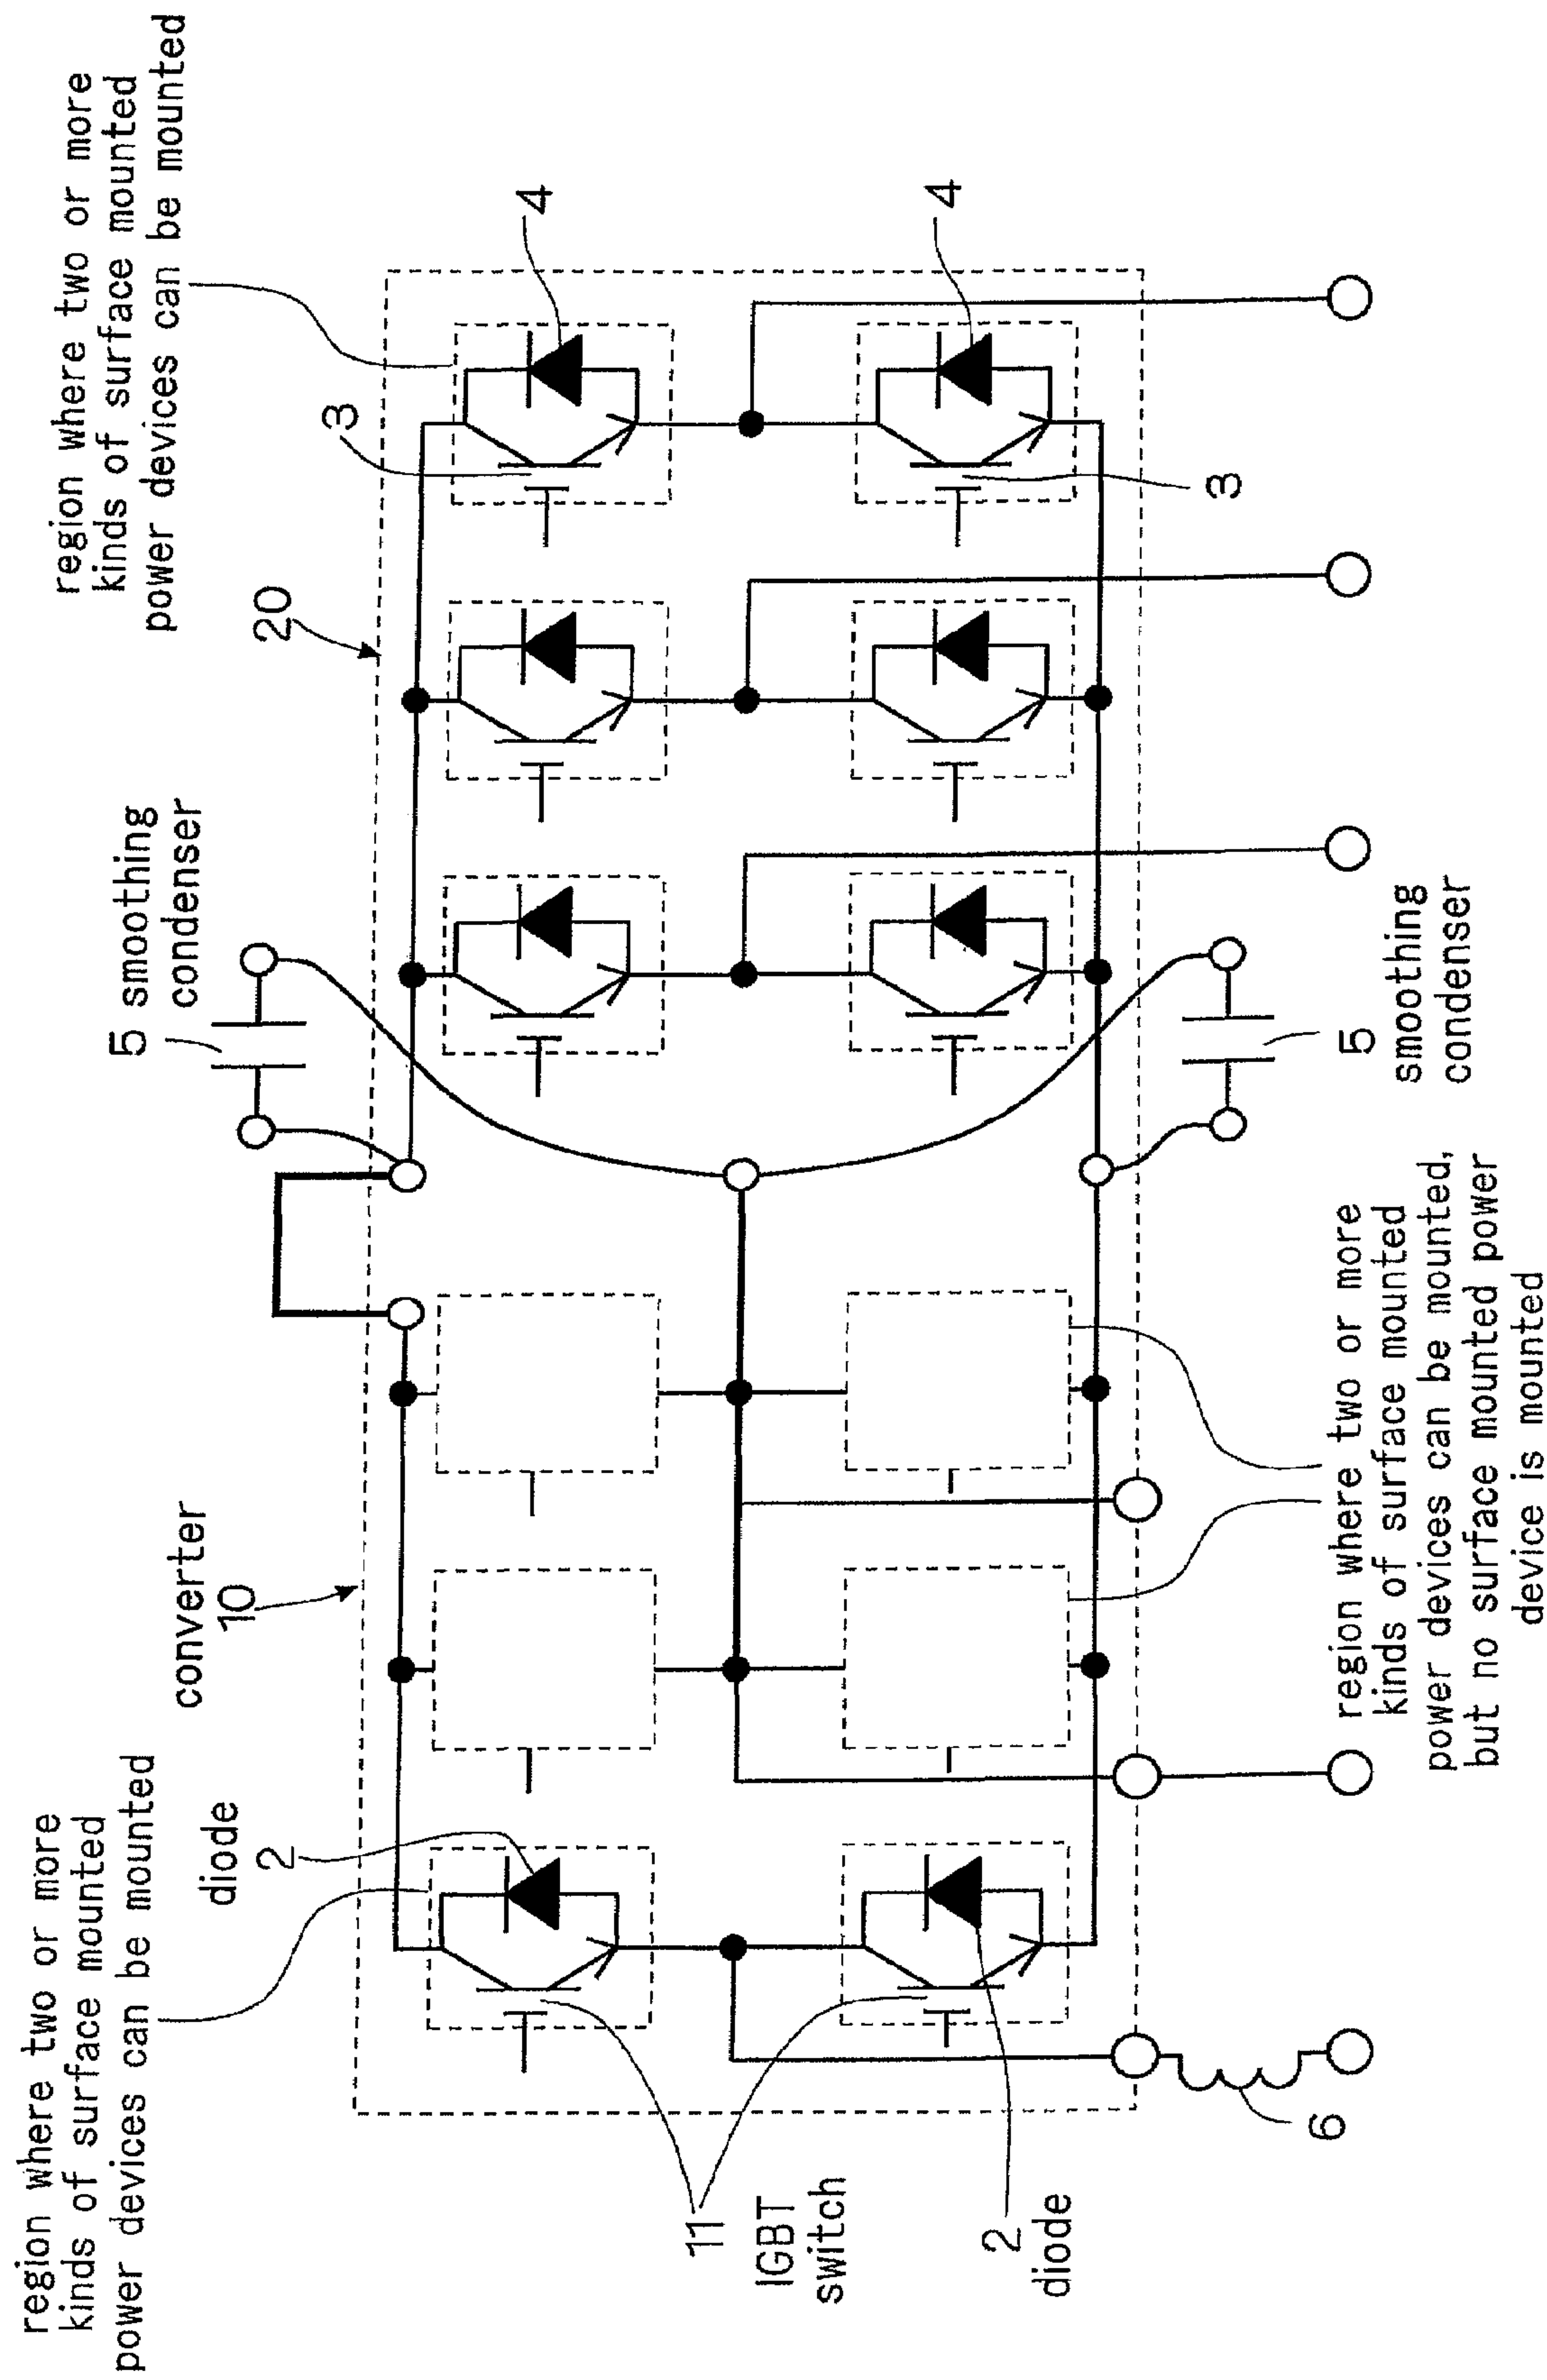 region where two or more
kinds of surface mounted
power devices can be mounted
diode
2
converter
10
5 smoothing
condenser
20
region where two or more
kinds of surface mounted
power devices can be mounted
3
4
4
3
11
IGBT
switch
2
diode
6
region where two or more
kinds of surface mounted
power devices can be mounted,
but no surface mounted power
device is mounted
5
smoothing
condenser